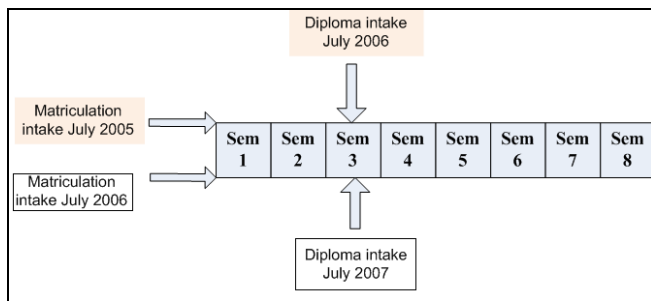 Diploma intake
July 2006
Matriculation
intake July 2005
Sem
1
Sem
2
Sem
3
Sem
4
Sem
5
Sem
6
Sem
7
Sem
8
Matriculation
intake July 2006
Diploma intake
July 2007